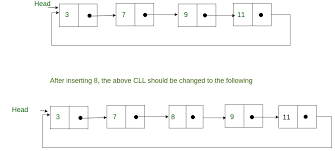 Head
3 7 9 11
After inserting 8, the above CLL should be changed to the following
Head
3 7 8 9 11